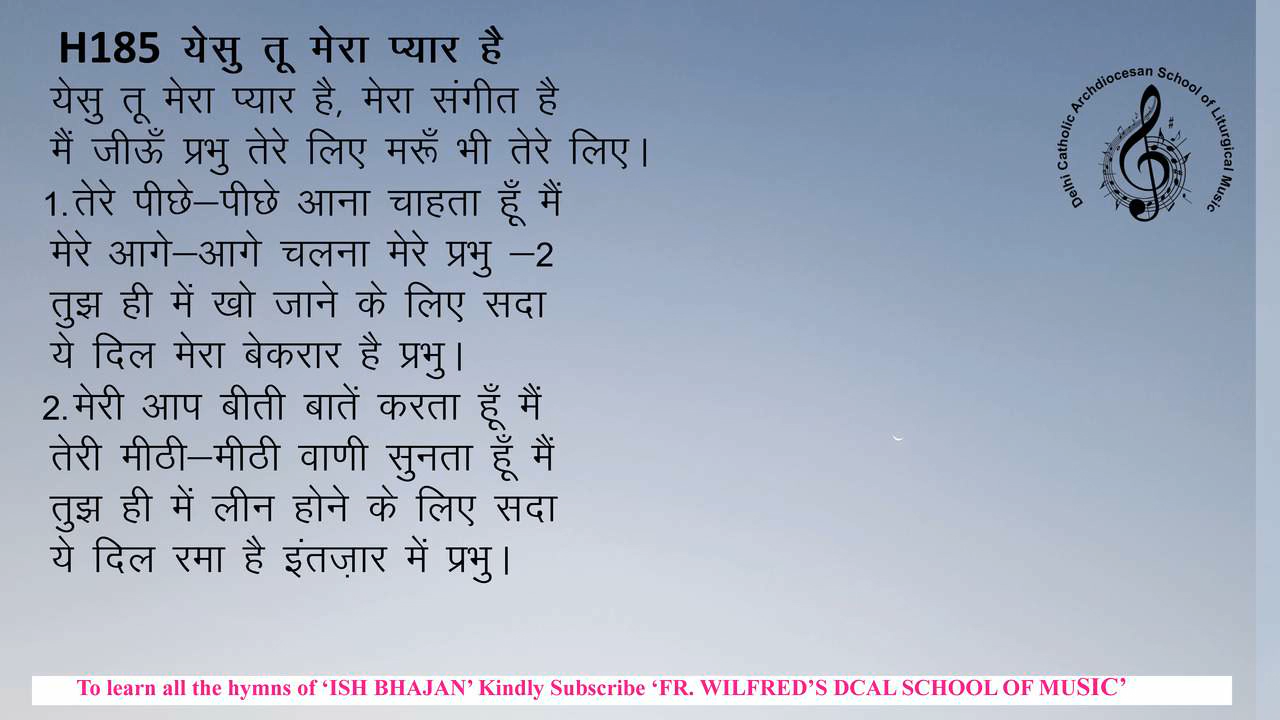 H185 येसु तू मेरा प्यार है
येसु तू मेरा प्यार है, मेरा संगीत है
मैं जीऊँ प्रभु तेरे लिए मरूँ भी तेरे लिए।
1.तेरे पीछे–पीछे आना चाहता हूँ मैं
मेरे आगे–आगे चलना मेरे प्रभु –2
तुझ ही में खो जाने के लिए सदा
ये दिल मेरा बेकरार है प्रभु।
2.मेरी आप बीती बातें करता हूँ मैं
तेरी मीठी–मीठी वाणी सुनता हूँ मैं
तुझ ही में लीन होने के लिए सदा
ये दिल रमा है इंतज़ार में प्रभु।
Delhi Catholic Archdiocesan School of Liturgical Music
To learn all the hymns of ‘ISH BHAJAN’ Kindly Subscribe ‘FR. WILFRED’S DCAL SCHOOL OF MUSIC’